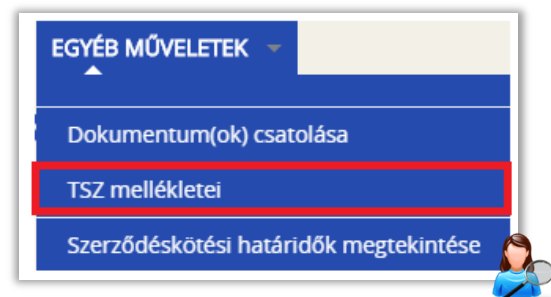 EGYÉB MŰVELETEK
Dokumentum(ok) csatolása
TSZ mellékletei
Szerződéskötési határidők megtekintése